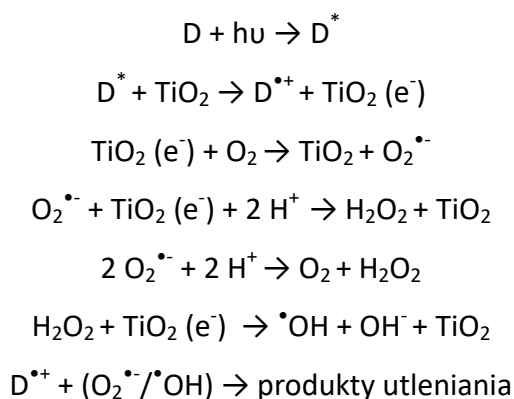 D + hυ → D*
D* + TiO₂ → D•⁺ + TiO₂ (e⁻)
TiO₂ (e⁻) + O₂ → TiO₂ + O₂•⁻
O₂•⁻ + TiO₂ (e⁻) + 2 H⁺ → H₂O₂ + TiO₂
2 O₂•⁻ + 2 H⁺ → O₂ + H₂O₂
H₂O₂ + TiO₂ (e⁻) → •OH + OH⁻ + TiO₂
D•⁺ + (O₂•⁻/•OH) → produkty utleniania